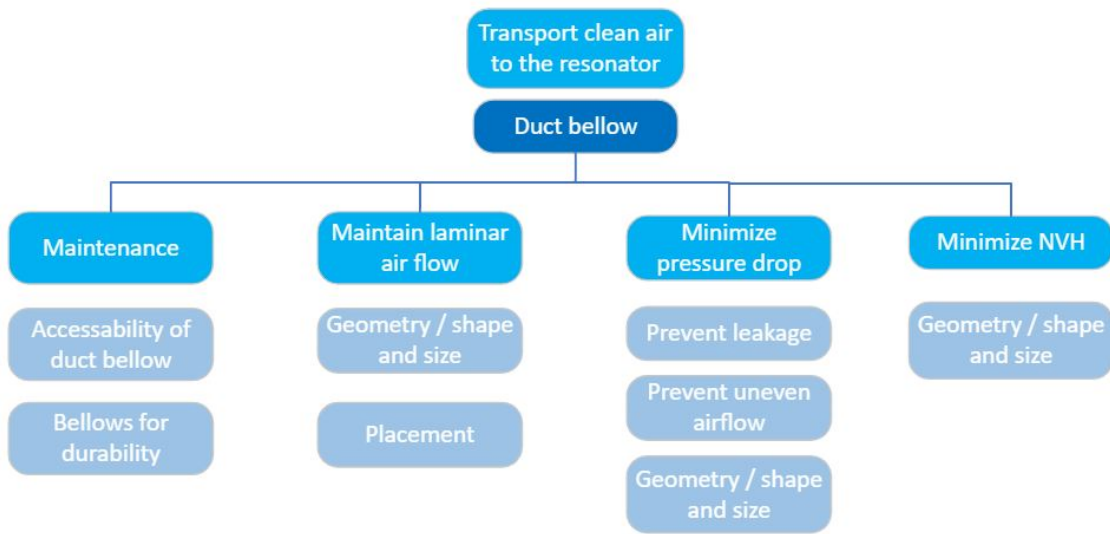 Transport clean air
to the resonator
Duct bellow
Maintenance
Accessability of
duct bellow
Bellows for
durability
Maintain laminar
air flow
Geometry / shape
and size
Placement
Minimize
pressure drop
Prevent leakage
Prevent uneven
airflow
Geometry / shape
and size
Minimize NVH
Geometry / shape
and size